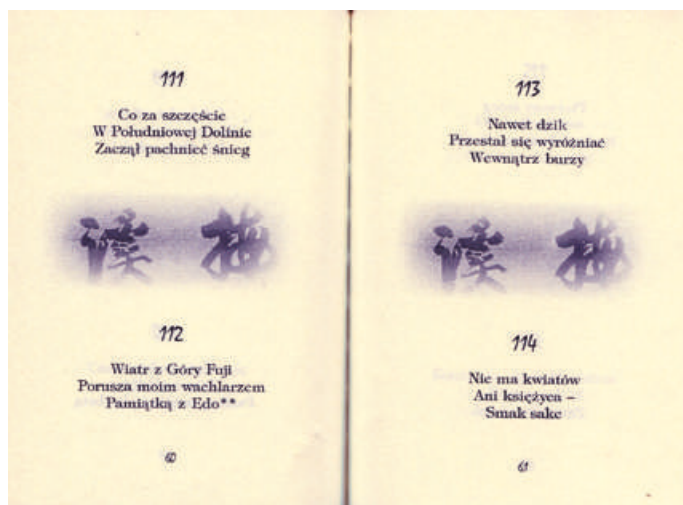 111
Co za szczęście
W Południowej Dolinie
Zaczął pachnieć śnieg
112
Wiatr z Góry Fuji
Porusza moim wachlarzem
Pamiątką z Edo**
60
113
Nawet dzik
Przestał się wyróżniać
Wewnątrz burzy
114
Nie ma kwiatów
Ani księżyca –
Smak sake
61